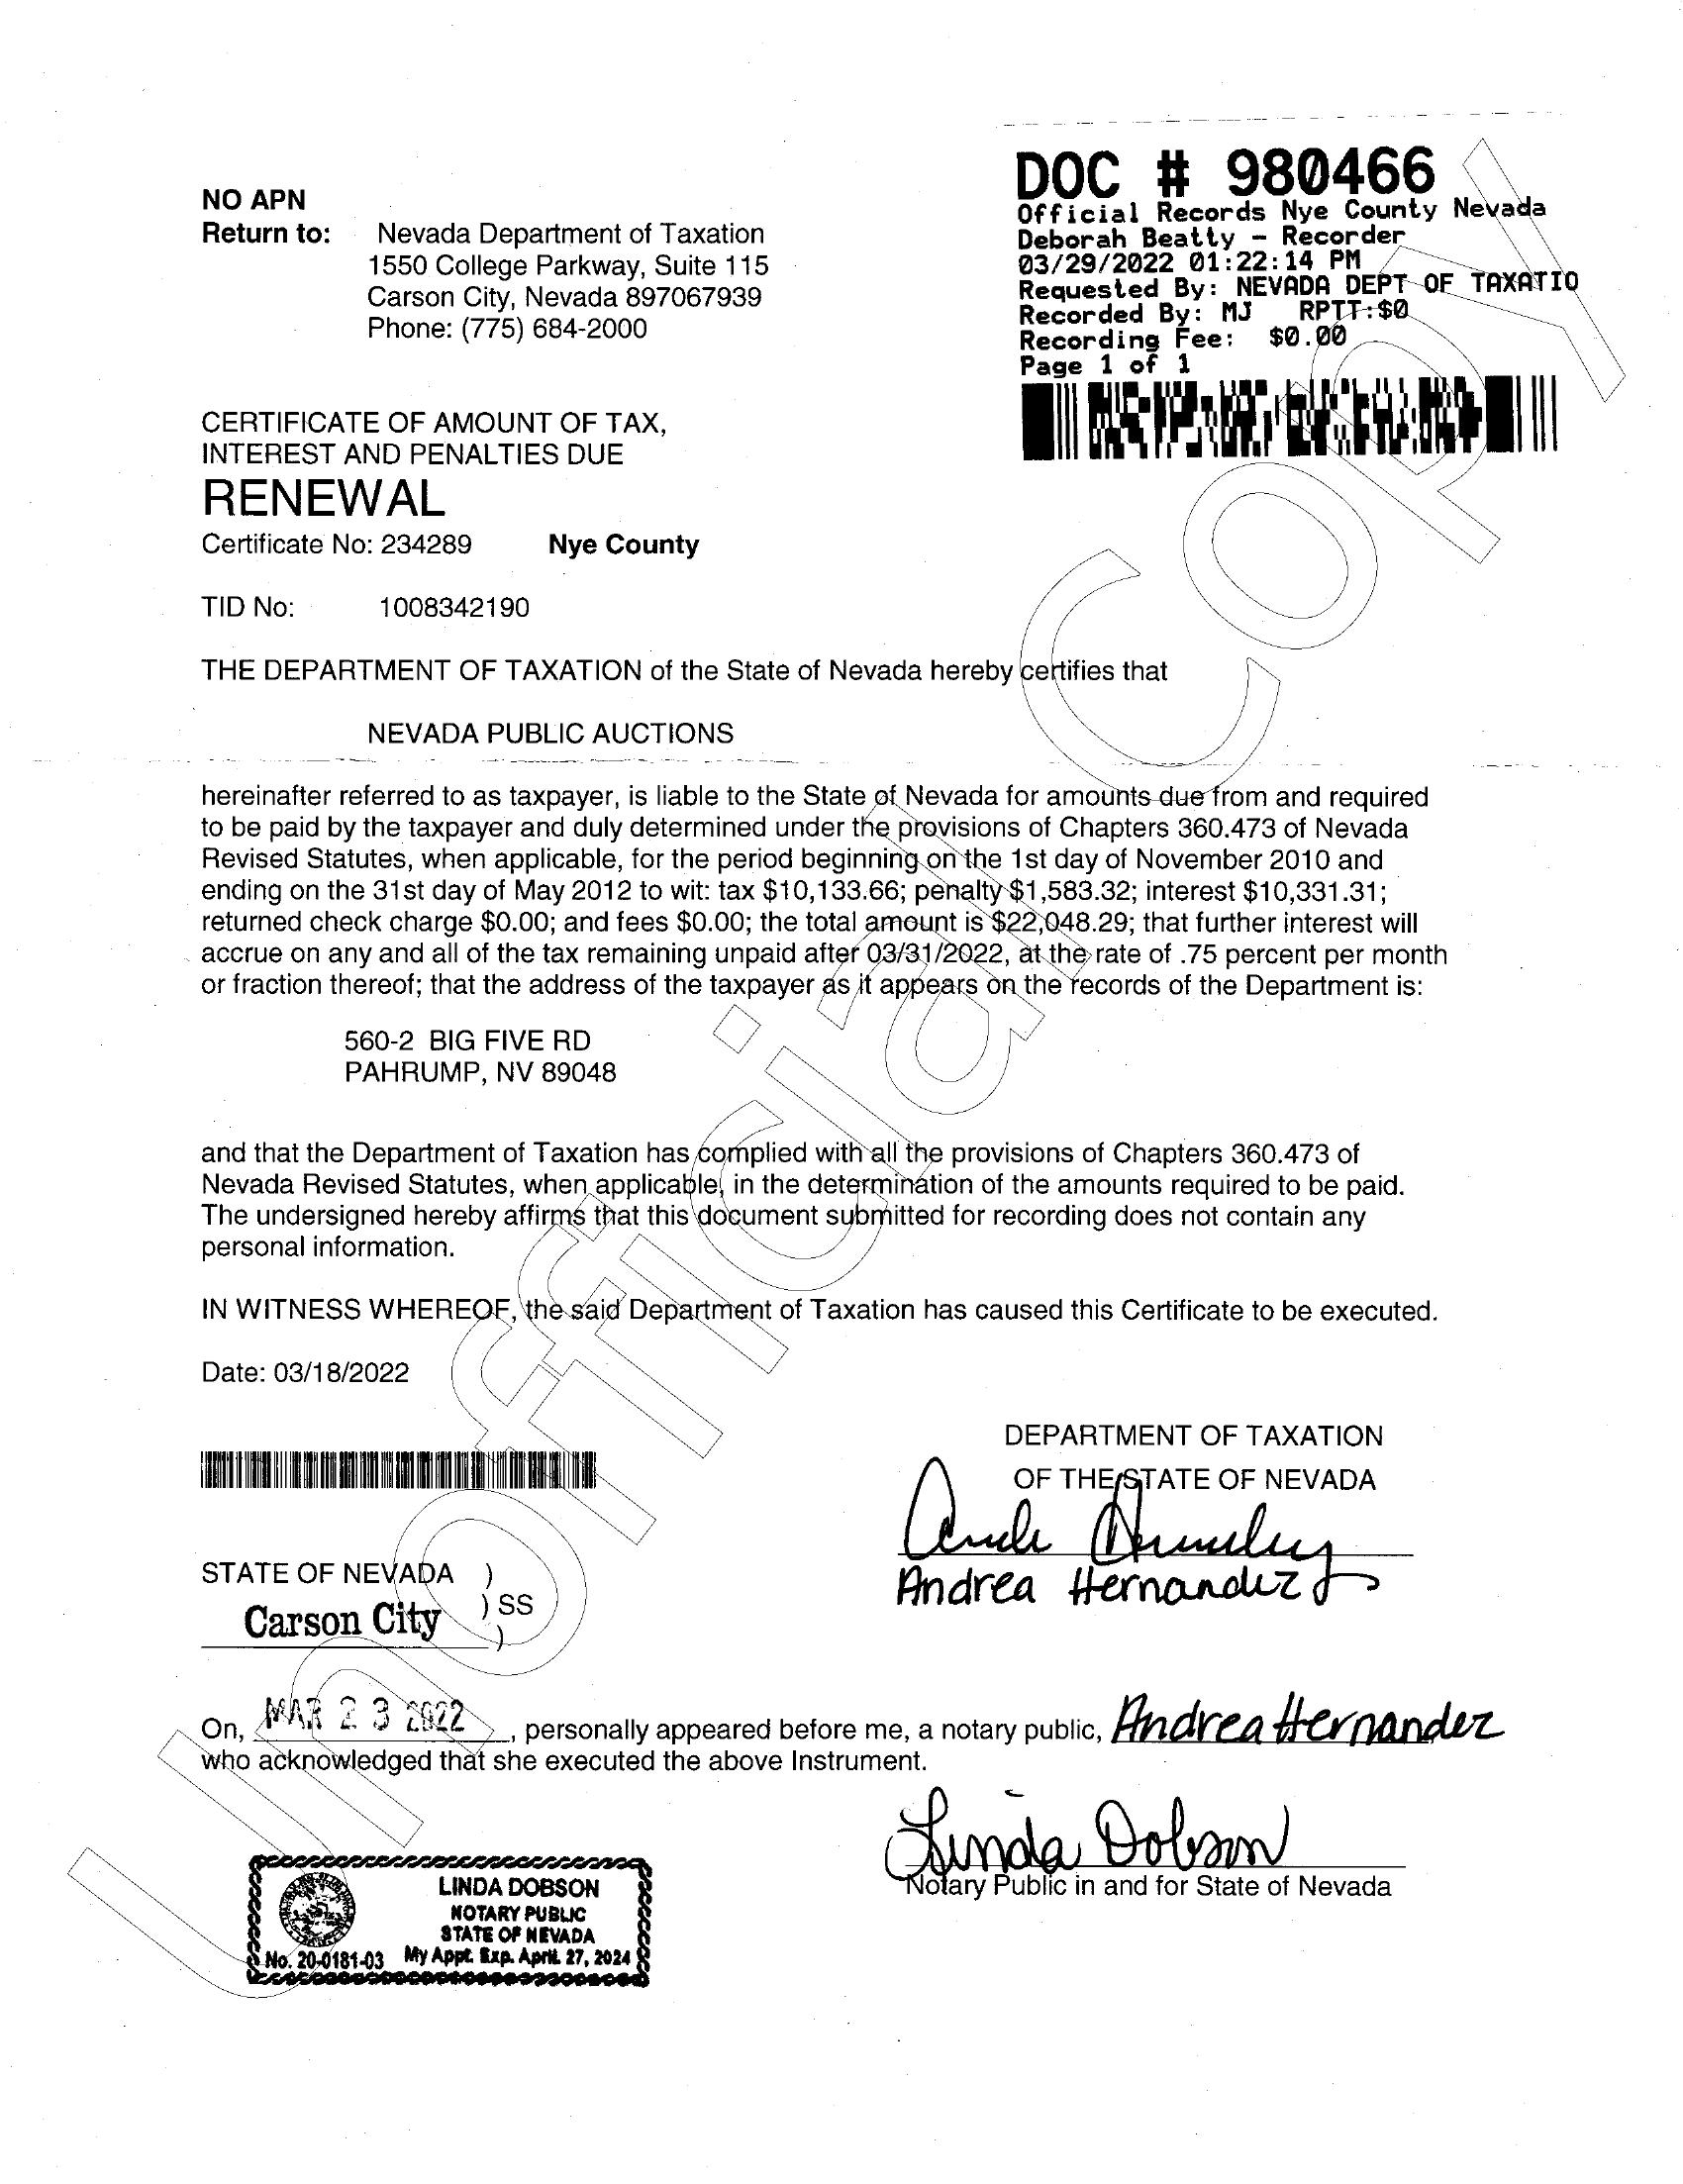 DOC # 980466
Official Records Nye County Nevada
Deborah Beatty - Recorder
03/29/2022 01:22:14 PM
Requested By: NEVADA DEPT OF TAXATIO
Recorded By: MJ RPTT:$0
Recording Fee: $0.00
Page 1 of 1
NO APN
Return to: Nevada Department of Taxation
1550 College Parkway, Suite 115
Carson City, Nevada 897067939
Phone: (775) 684-2000
CERTIFICATE OF AMOUNT OF TAX,
INTEREST AND PENALTIES DUE
RENEWAL
Certificate No: 234289 Nye County
TID No: 1008342190
THE DEPARTMENT OF TAXATION of the State of Nevada hereby certifies that
NEVADA PUBLIC AUCTIONS
hereinafter referred to as taxpayer, is liable to the State of Nevada for amounts due from and required
to be paid by the taxpayer and duly determined under the provisions of Chapters 360.473 of Nevada
Revised Statutes, when applicable, for the period beginning on the 1st day of November 2010 and
ending on the 31st day of May 2012 to wit: tax $10,133.66; penalty $1,583.32; interest $10,331.31;
returned check charge $0.00; and fees $0.00; the total amount is $22,048.29; that further interest will
accrue on any and all of the tax remaining unpaid after 03/31/2022, at the rate of .75 percent per month
or fraction thereof; that the address of the taxpayer as it appears on the records of the Department is:
560-2 BIG FIVE RD
PAHRUMP, NV 89048
and that the Department of Taxation has complied with all the provisions of Chapters 360.473 of
Nevada Revised Statutes, when applicable, in the determination of the amounts required to be paid.
The undersigned hereby affirms that this document submitted for recording does not contain any
personal information.
IN WITNESS WHEREOF, the said Department of Taxation has caused this Certificate to be executed.
Date: 03/18/2022
DEPARTMENT OF TAXATION
OF THE STATE OF NEVADA
Andrea Hernandez
STATE OF NEVADA )
Carson City ) SS
)
On, MAR 23 2022, personally appeared before me, a notary public, Andrea Hernandez
who acknowledged that she executed the above Instrument.
Linda Dobson
Notary Public in and for State of Nevada
LINDA DOBSON
NOTARY PUBLIC
STATE OF NEVADA
No. 20-0181-03 My Appt. Exp. April 27, 2024
Unofficial Copy